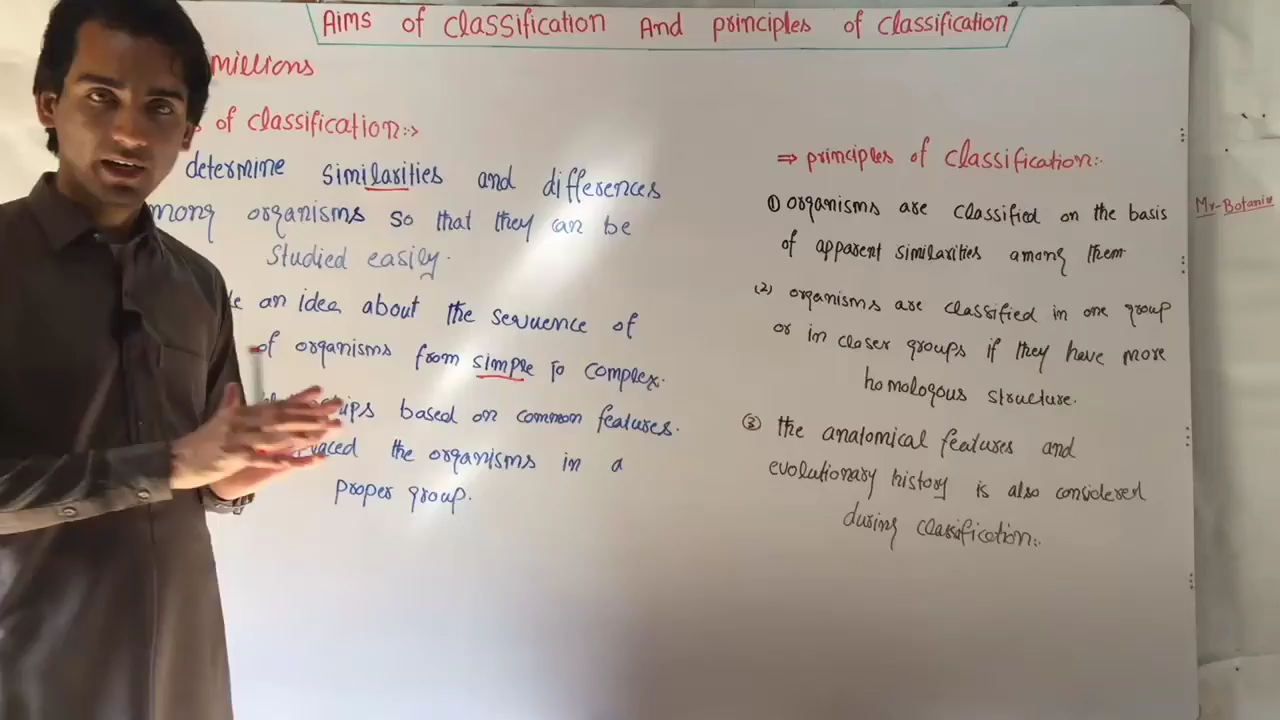 Aims of classification And principles of classification
millions
of classification:->
determine similarities and differences
among organisms so that they can be
studied easily.
an idea about the sequence of
of organisms from simple to complex.
based on common features.
the organisms in a
proper group.
⇒ principles of classification:-
① organisms are classified on the basis
of apparent similarities among them.
(2) organisms are classified in one group
or in closer groups if they have more
homologous structure.
③ the anatomical features and
evolutionary history is also considered
during classification:.
Mr-Botanic